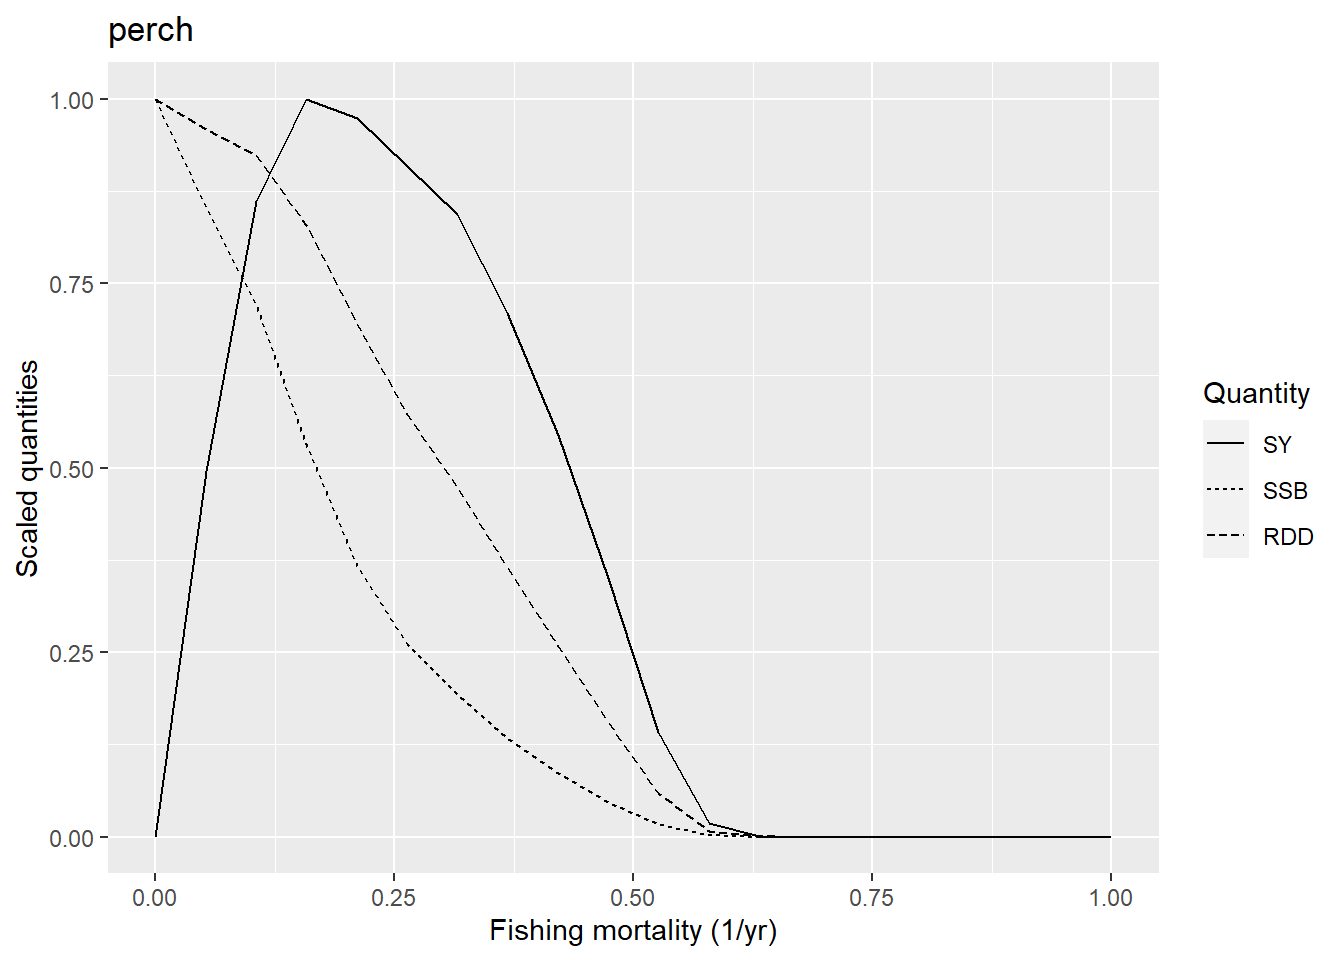 perch
Scaled quantities
1.00
0.75
0.50
0.25
0.00
0.00 0.25 0.50 0.75 1.00
Fishing mortality (1/yr)
Quantity
SY
SSB
RDD